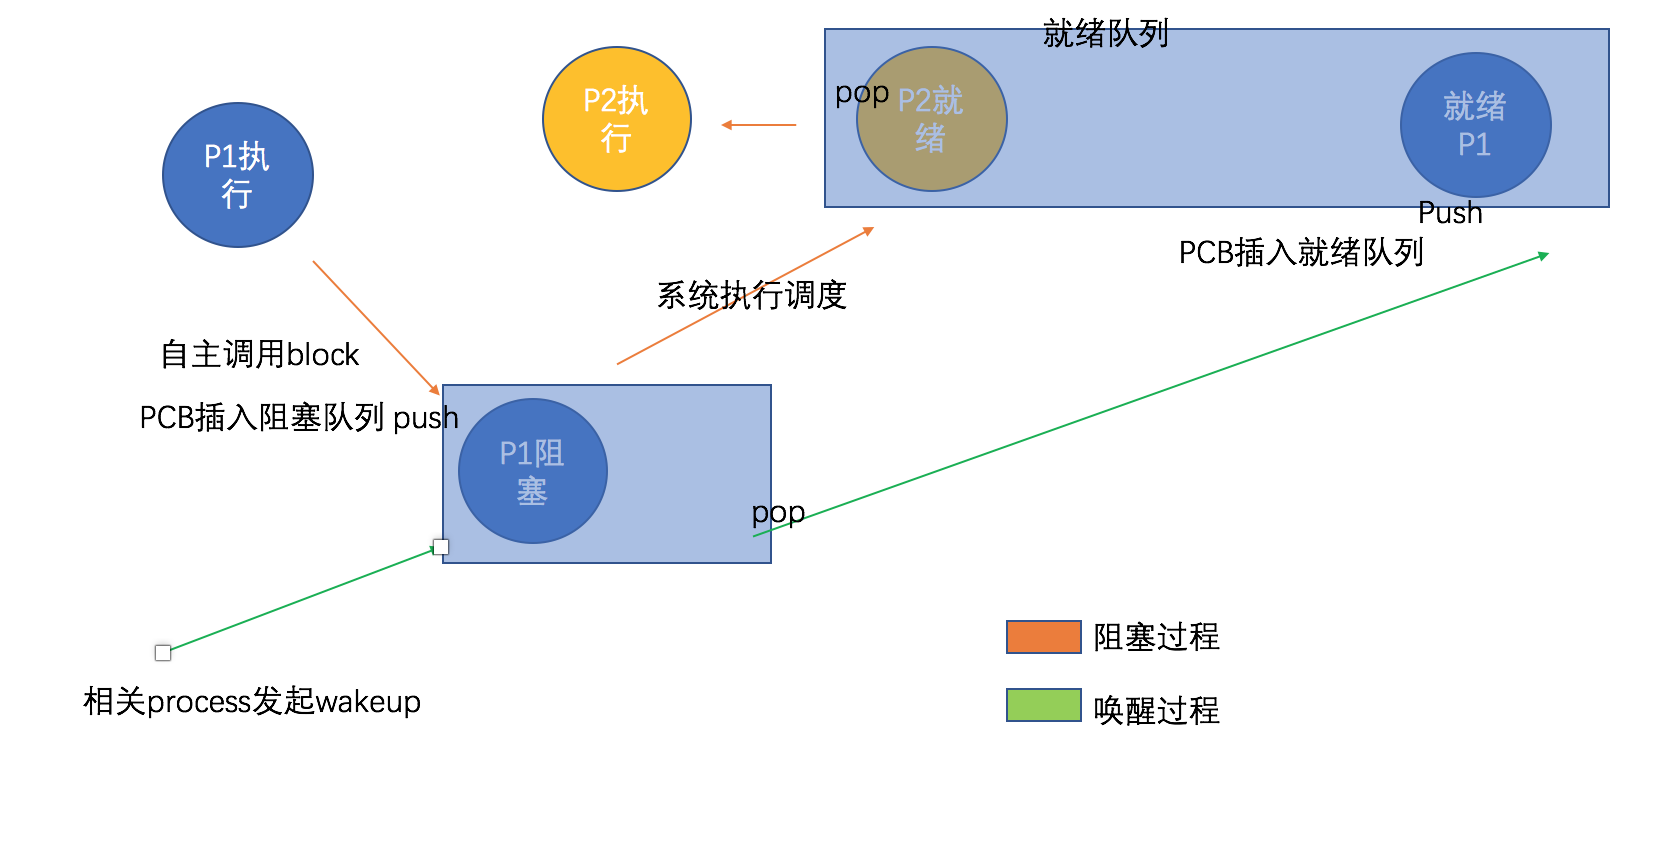 就绪队列
P1执
行
P2执
行
pop
P2就
绪
就绪
P1
Push
PCB插入就绪队列
系统执行调度
自主调用block
PCB插入阻塞队列 push
P1阻
塞
pop
相关process发起wakeup
阻塞过程
唤醒过程